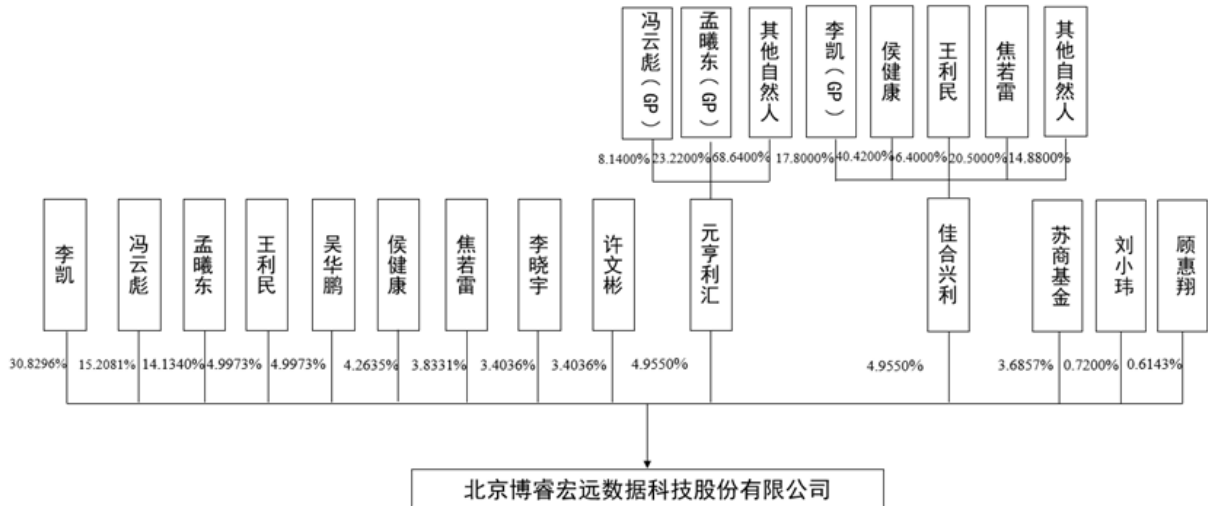 冯云彪（GP）
孟曦东（GP）
其他自然人
李凯（GP）
侯健康
王利民
焦若雷
其他自然人
8.1400%
23.2200%
68.6400%
17.8000%
40.4200%
6.4000%
20.5000%
14.8800%
李凯
冯云彪
孟曦东
王利民
吴华鹏
侯健康
焦若雷
李晓宇
许文彬
元亨利汇
佳合兴利
苏商基金
刘小玮
顾惠翔
30.8296%
15.2081%
14.1340%
4.9973%
4.9973%
4.2635%
3.8331%
3.4036%
3.4036%
4.9550%
4.9550%
3.6857%
0.7200%
0.6143%
北京博睿宏远数据科技股份有限公司